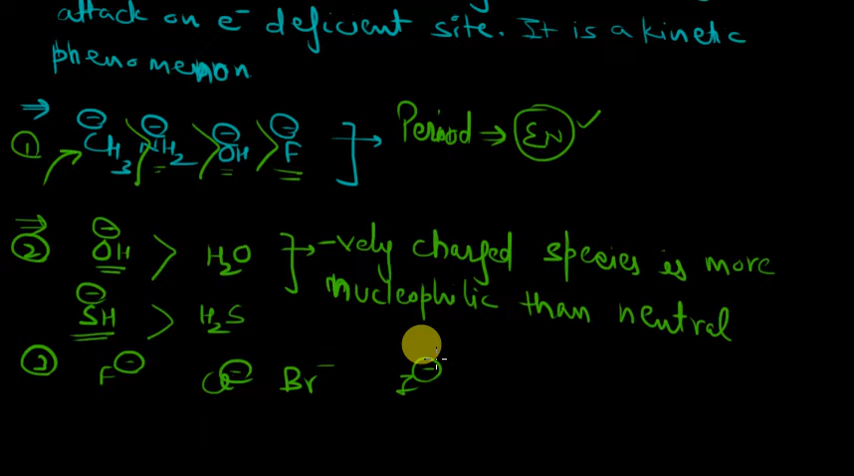 attack on e⁻ deficient site. It is a kinetic
phenomenon
→ ① CH₃⊖ > NH₂⊖ > OH⊖ > F⊖ ] → Period → EN ✓
→ ② OH⊖ > H₂O } → -vely charged species is more
SH⊖ > H₂S nucleophilic than neutral
③ F⊖ Cl⊖ Br⁻ I⊖